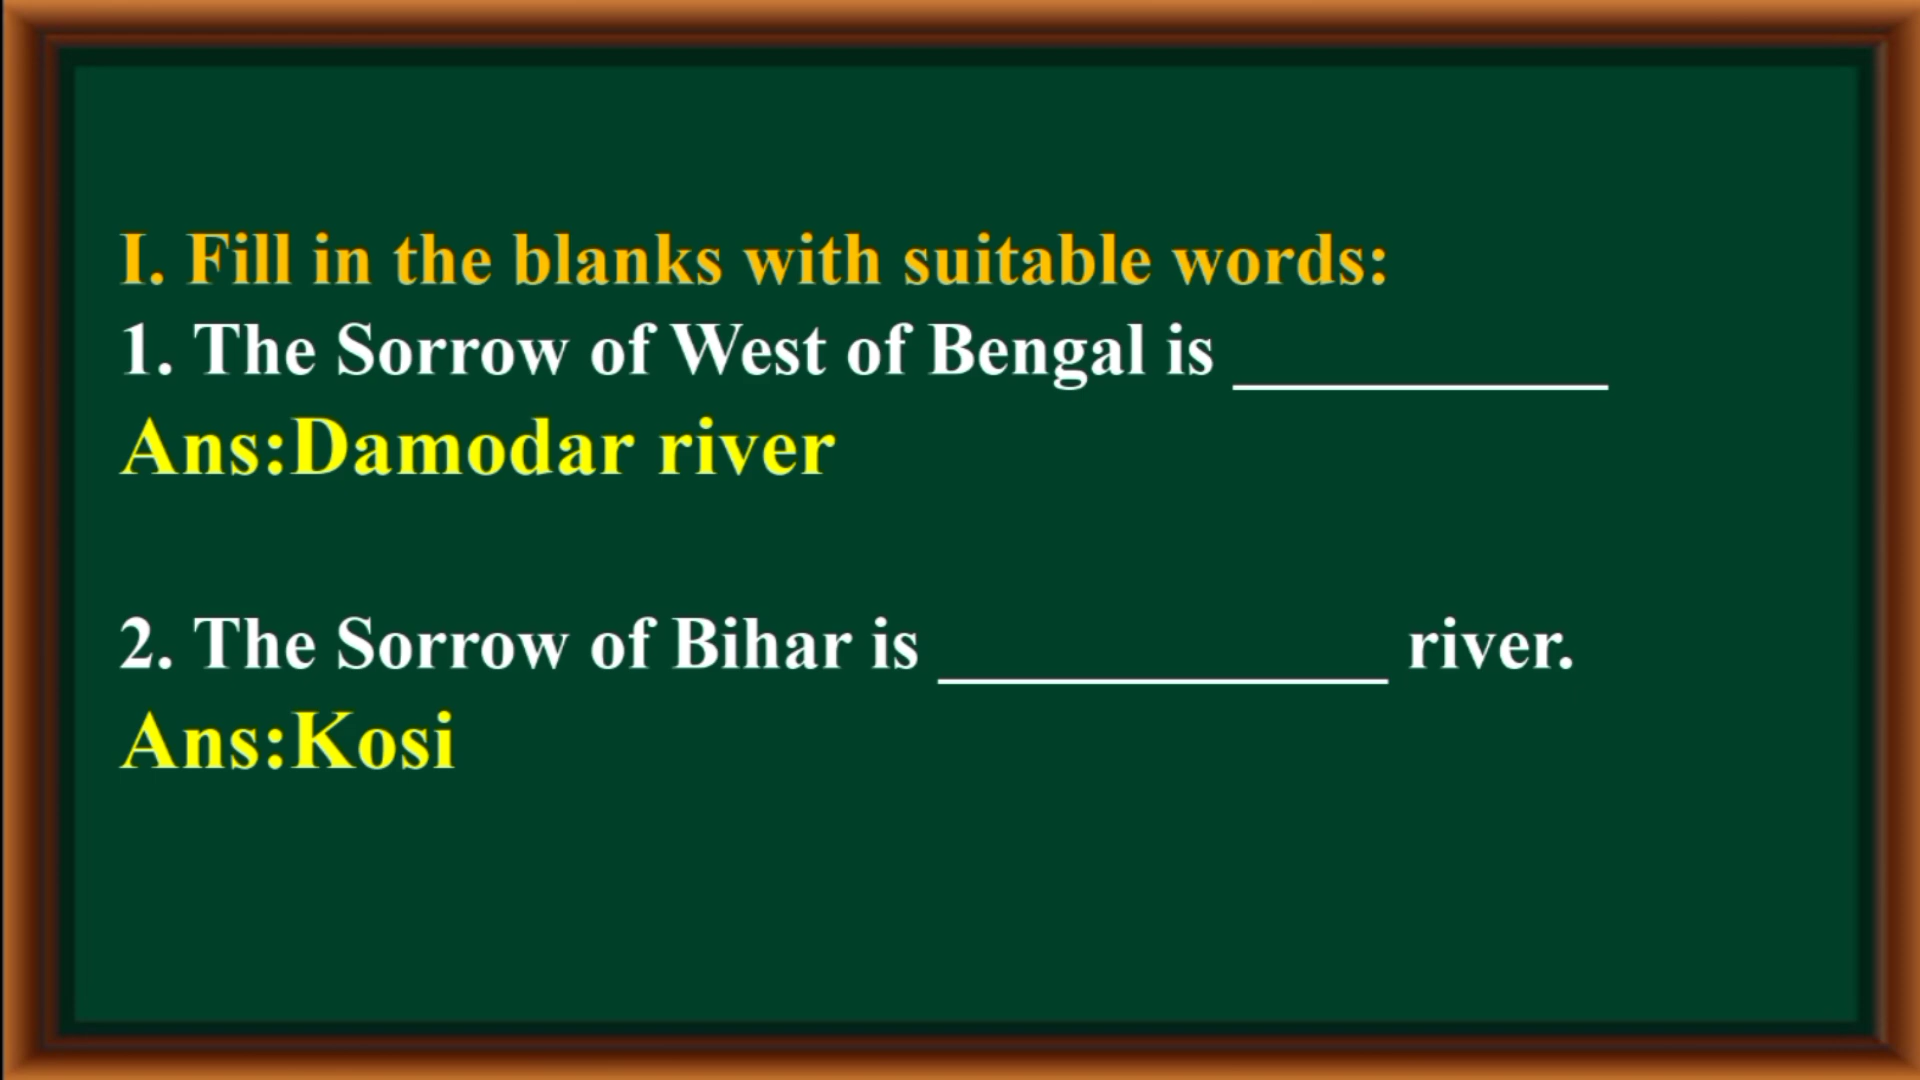 I. Fill in the blanks with suitable words:
1. The Sorrow of West of Bengal is __________
Ans:Damodar river
2. The Sorrow of Bihar is ____________ river.
Ans:Kosi